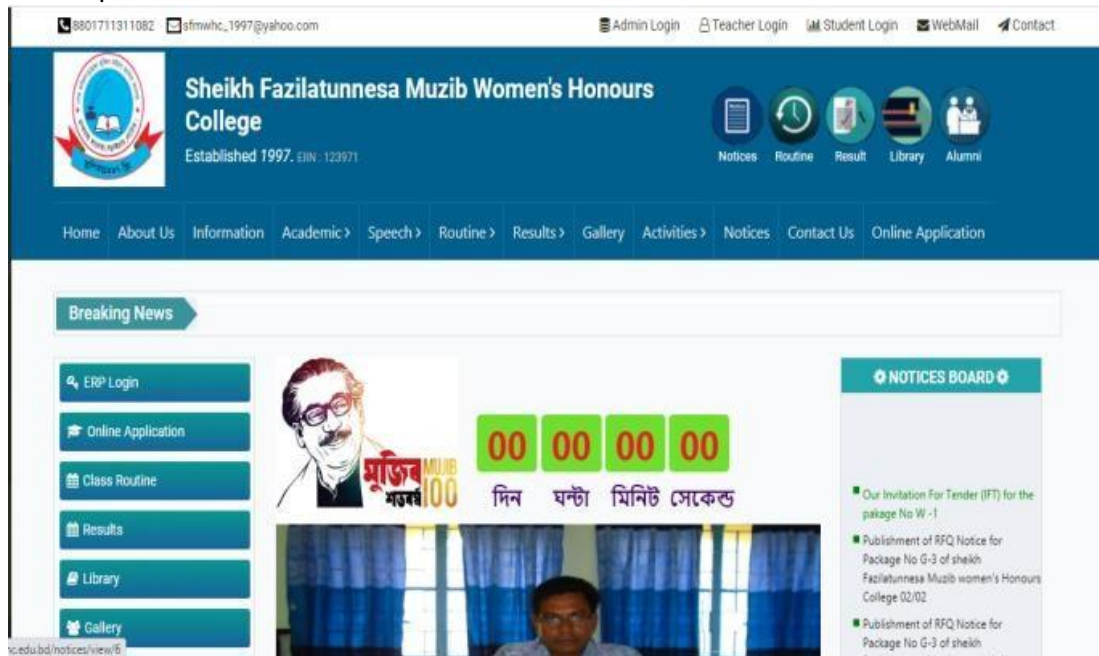 8801711311082 sfmwhc_1997@yahoo.com Admin Login Teacher Login Student Login WebMail Contact
Sheikh Fazilatunnesa Muzib Women's Honours
College
Established 1997. EIIN : 123971
Notices Routine Result Library Alumni
Home About Us Information Academic > Speech > Routine > Results > Gallery Activities > Notices Contact Us Online Application
Breaking News
ERP Login
Online Application
Class Routine
Results
Library
Gallery
মুজিব MUJIB
শতবর্ষ 100
00 00 00 00
দিন ঘন্টা মিনিট সেকেন্ড
NOTICES BOARD
Our Invitation For Tender (IFT) for the
pakage No W -1
Publishment of RFQ Notice for
Package No G-3 of sheikh
Fazilatunnesa Muzib women's Honours
College 02/02
Publishment of RFQ Notice for
Package No G-3 of sheikh
nc.edu.bd/notices/view/6